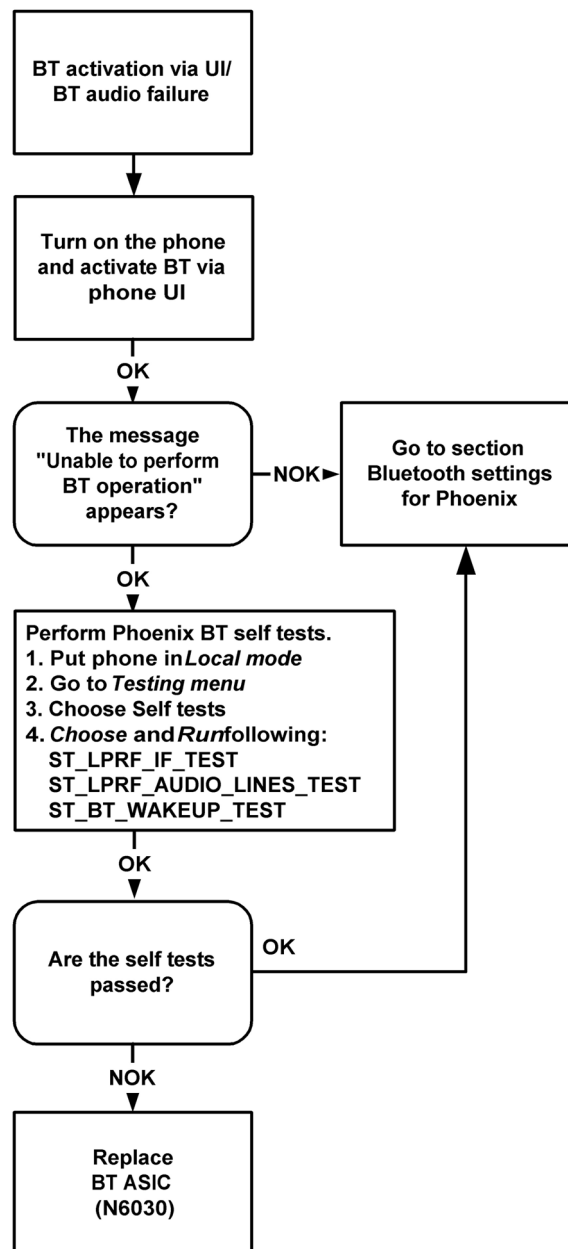 BT activation via UI/
BT audio failure
Turn on the phone
and activate BT via
phone UI
OK
The message
"Unable to perform
BT operation"
appears?
NOK
Go to section
Bluetooth settings
for Phoenix
OK
Perform Phoenix BT self tests.
1. Put phone in Local mode
2. Go to Testing menu
3. Choose Self tests
4. Choose and Run following:
ST_LPRF_IF_TEST
ST_LPRF_AUDIO_LINES_TEST
ST_BT_WAKEUP_TEST
OK
Are the self tests
passed?
OK
NOK
Replace
BT ASIC
(N6030)